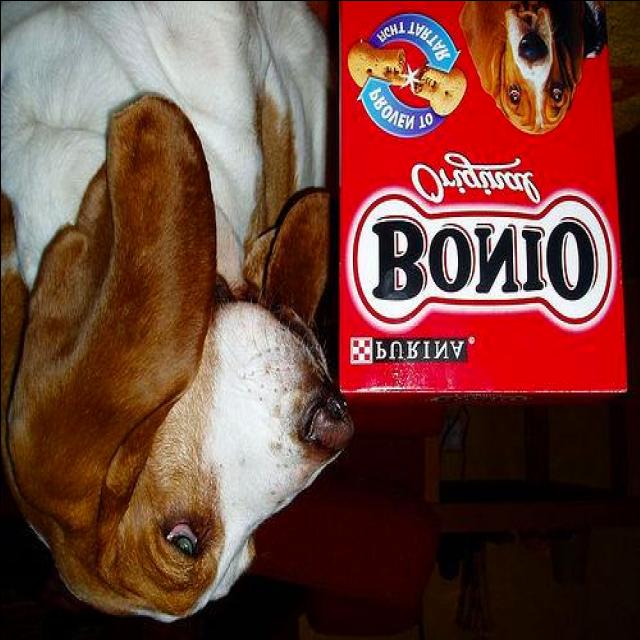 PURINA®
BONIO
Original
PROVEN TO
FIGHT TARTAR